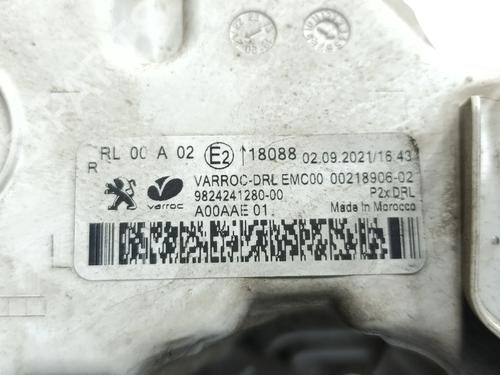 RL 00 A 02 E2 18088 02.09.2021/16:43
R
varroc VARROC-DRL EMC00 00218906-02
9824241280-00 P2x DRL
A00AAE 01 Made in Morocco